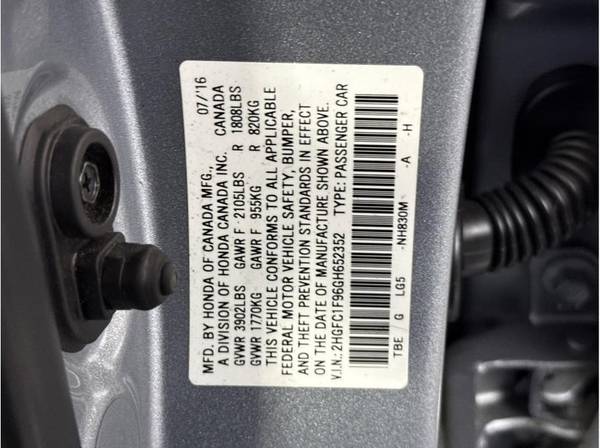 MFD. BY HONDA OF CANADA MFG., 07/'16
A DIVISION OF HONDA CANADA INC. CANADA
GVWR 3902LBS GAWR F - 2105LBS R 1808LBS
GVWR 1770KG GAWR F 955KG R 820KG
THIS VEHICLE CONFORMS TO ALL APPLICABLE
FEDERAL MOTOR VEHICLE SAFETY, BUMPER,
AND THEFT PREVENTION STANDARDS IN EFFECT
ON THE DATE OF MANUFACTURE SHOWN ABOVE.
V.I.N.: 2HGFC1F96GH652352 TYPE: PASSENGER CAR
TBE G LG5 -NH830M -A -H